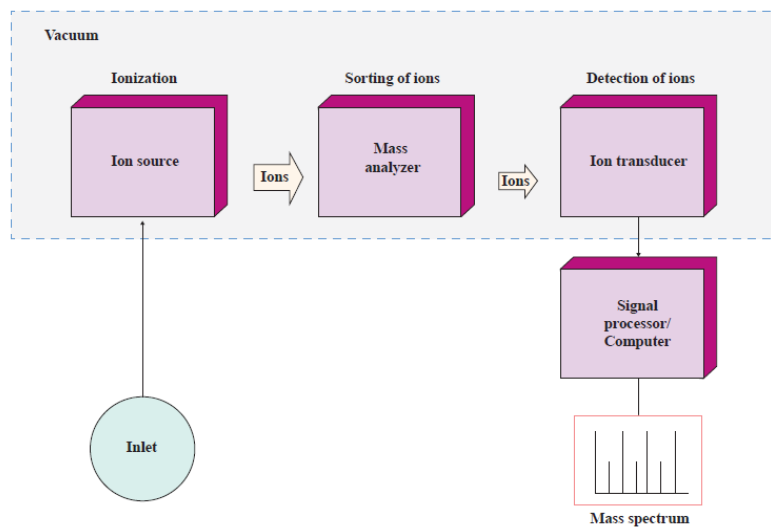 Vacuum
Ionization
Sorting of ions
Detection of ions
Ion source
Ions
Mass
analyzer
Ions
Ion transducer
Signal
processor/
Computer
Inlet
Mass spectrum